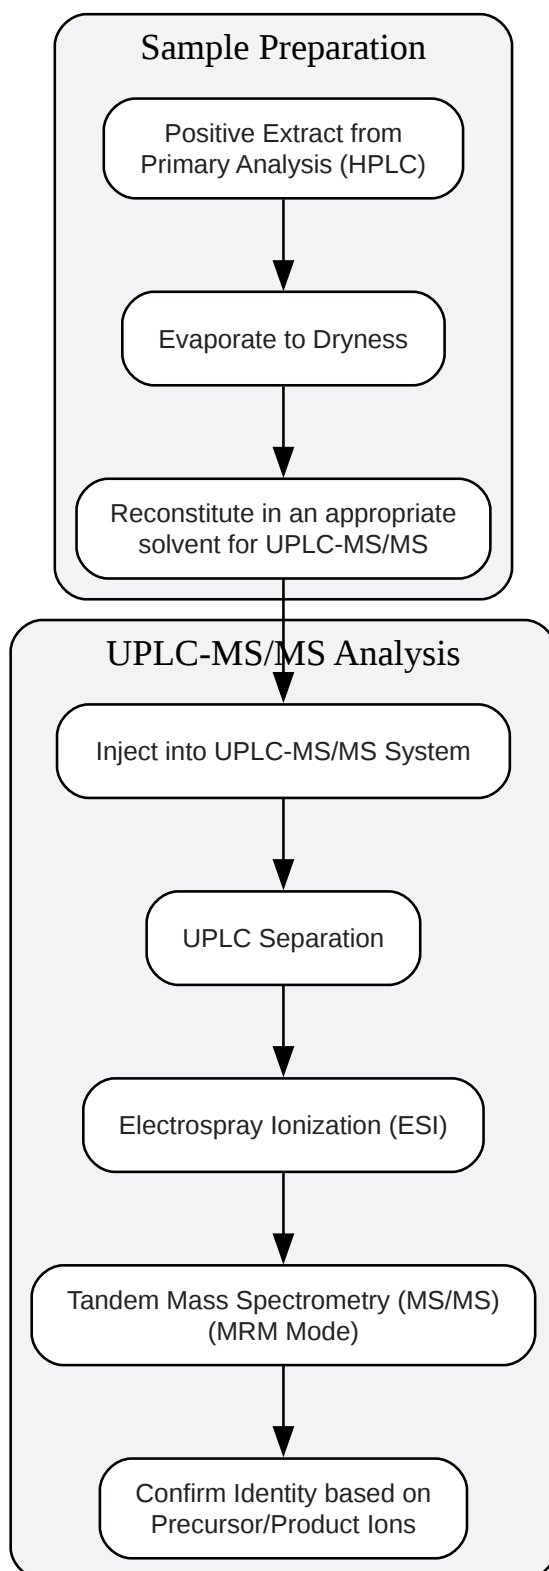 Sample Preparation
Positive Extract from
Primary Analysis (HPLC)
Evaporate to Dryness
Reconstitute in an appropriate
solvent for UPLC-MS/MS
UPLC-MS/MS Analysis
Inject into UPLC-MS/MS System
UPLC Separation
Electrospray Ionization (ESI)
Tandem Mass Spectrometry (MS/MS)
(MRM Mode)
Confirm Identity based on
Precursor/Product Ions